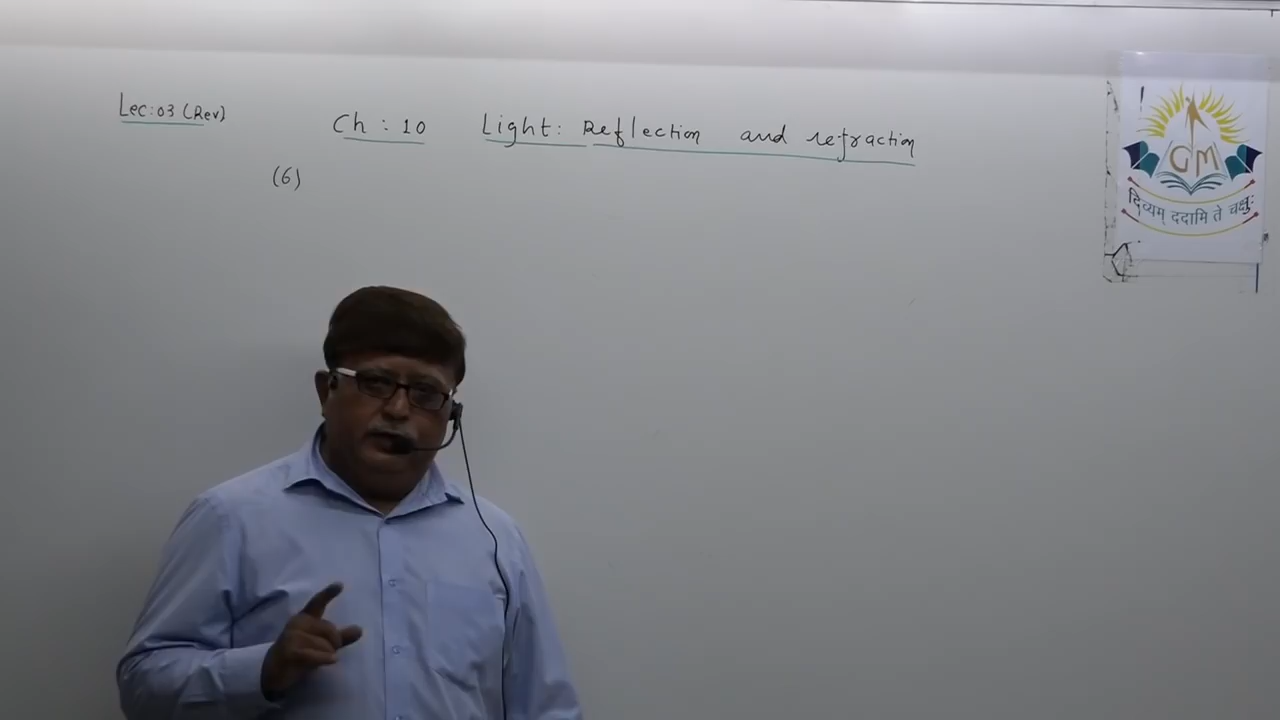 Lec:03 (Rev)
Ch : 10 Light: Reflection and refraction
(6)
GM
दिव्यम् ददामि ते चक्षुः